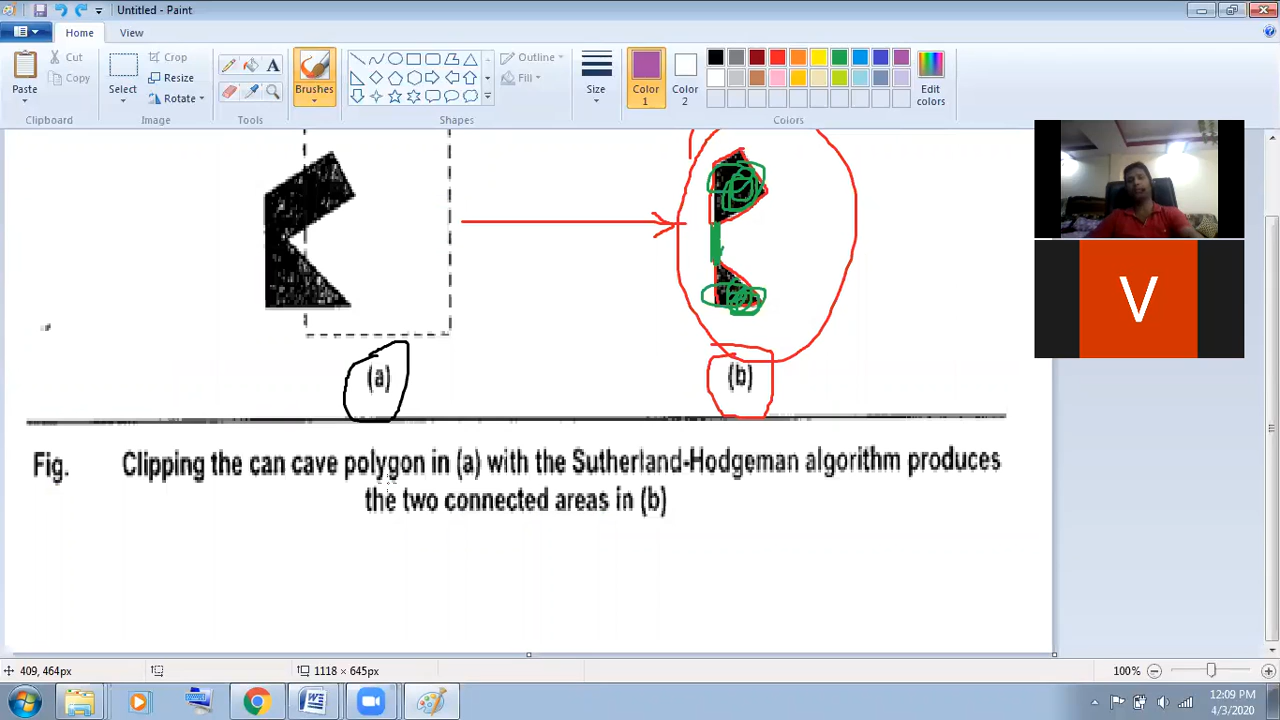 Untitled - Paint
Home
View
Paste
Cut
Copy
Clipboard
Select
Crop
Resize
Rotate
Image
Tools
Brushes
Shapes
Outline
Fill
Size
Color 1
Color 2
Edit colors
Colors
(a)
(b)
Fig. Clipping the can cave polygon in (a) with the Sutherland-Hodgeman algorithm produces
the two connected areas in (b)
V
409, 464px
1118 × 645px
100%
12:09 PM
4/3/2020